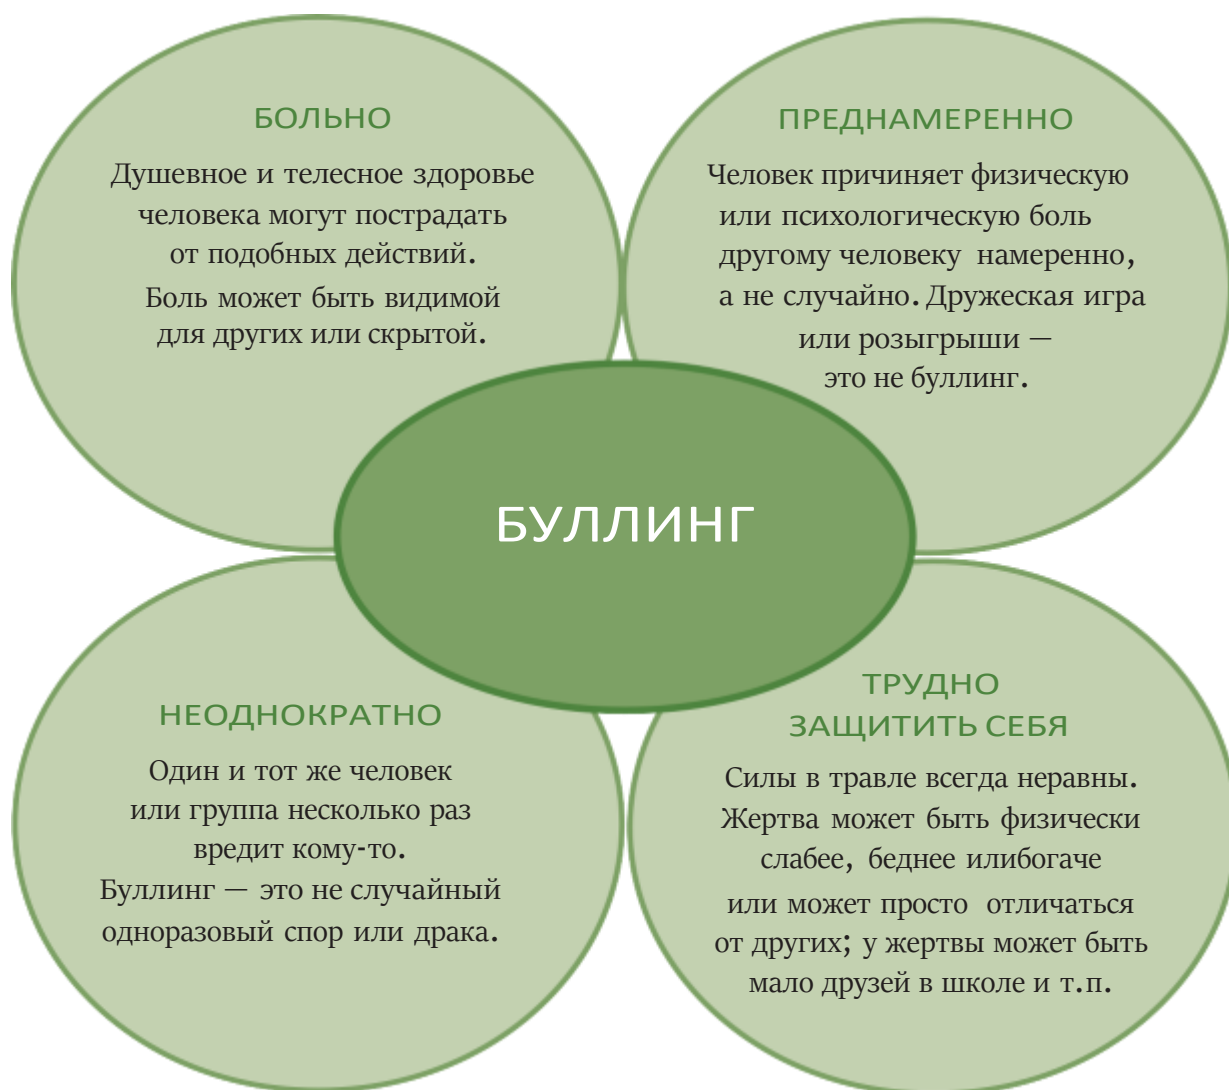 БОЛЬНО
Душевное и телесное здоровье
человека могут пострадать
от подобных действий.
Боль может быть видимой
для других или скрытой.
ПРЕДНАМЕРЕННО
Человек причиняет физическую
или психологическую боль
другому человеку намеренно,
а не случайно. Дружеская игра
или розыгрыши —
это не буллинг.
БУЛЛИНГ
НЕОДНОКРАТНО
Один и тот же человек
или группа несколько раз
вредит кому-то.
Буллинг — это не случайный
одноразовый спор или драка.
ТРУДНО
ЗАЩИТИТЬ СЕБЯ
Силы в травле всегда неравны.
Жертва может быть физически
слабее, беднее илибогаче
или может просто отличаться
от других; у жертвы может быть
мало друзей в школе и т.п.